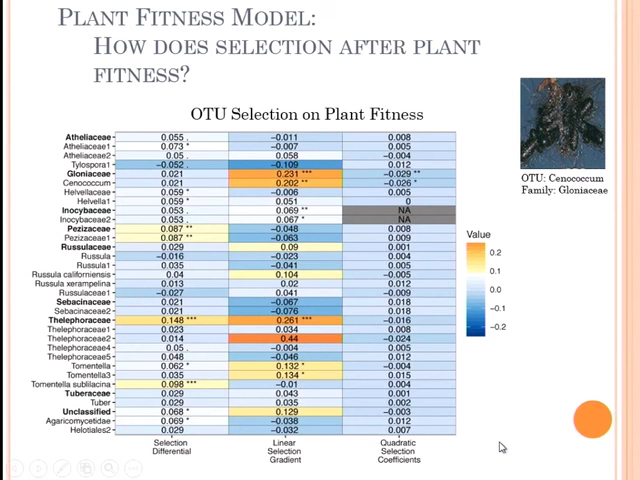 PLANT FITNESS MODEL:
HOW DOES SELECTION AFTER PLANT
FITNESS?
OTU Selection on Plant Fitness
Atheliaceae 0.055 . −0.011 0.008
Atheliaceae1 0.073 * −0.007 0.005
Atheliaceae2 0.05 . 0.058 −0.004
Tylospora1 −0.052 . −0.109 0.012
Gloniaceae 0.021 0.231 *** −0.029 **
Cenococcum 0.021 0.202 ** −0.026 *
Helvellaceae 0.059 * −0.006 0.005
Helvella1 0.059 * 0.051 0
Inocybaceae 0.053 . 0.069 ** NA
Inocybaceae2 0.053 . 0.067 * NA
Pezizaceae 0.087 ** −0.048 0.008
Pezizaceae1 0.087 ** −0.063 0.009
Russulaceae 0.029 0.09 0.001
Russula −0.016 −0.023 0.004
Russula1 0.035 −0.041 0.005
Russula californiensis 0.04 0.104 −0.005
Russula xerampelina 0.013 0.02 0.012
Russulaceae1 −0.027 0.041 −0.009
Sebacinaceae 0.021 −0.067 0.018
Sebacinaceae2 0.021 −0.076 0.018
Thelephoraceae 0.148 *** 0.261 *** −0.016
Thelephoraceae1 0.023 0.034 0.008
Thelephoraceae2 0.014 0.44 −0.024
Thelephoraceae4 0.05 . −0.004 0.005
Thelephoraceae5 0.048 −0.046 0.012
Tomentella 0.062 * 0.132 * −0.004
Tomentella3 0.035 0.134 * 0.015
Tomentella sublilacina 0.098 *** −0.01 0.004
Tuberaceae 0.029 0.043 0.001
Tuber 0.029 0.035 0.002
Unclassified 0.068 * 0.129 −0.003
Agaricomycetidae 0.069 * −0.038 0.012
Helotiales2 0.029 −0.032 0.007
Selection
Differential
Linear
Selection
Gradient
Quadratic
Selection
Coefficients
Value
0.2
0.1
0.0
−0.1
−0.2
OTU: Cenococcum
Family: Gloniaceae